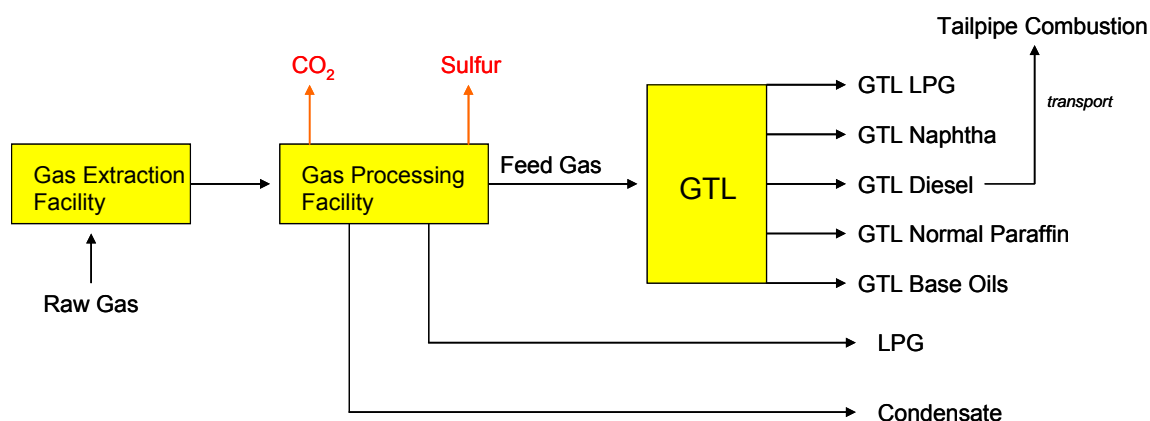 Tailpipe Combustion
CO₂
Sulfur
GTL LPG
transport
GTL Naphtha
Gas Extraction
Facility
Gas Processing
Facility
Feed Gas
GTL
GTL Diesel
GTL Normal Paraffin
GTL Base Oils
Raw Gas
LPG
Condensate